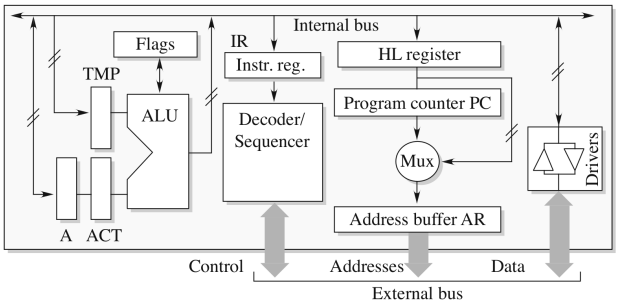 Internal bus
Flags
IR
Instr. reg.
HL register
TMP
ALU
Program counter PC
Decoder/
Sequencer
Mux
Drivers
A
ACT
Address buffer AR
Control
Addresses
Data
External bus